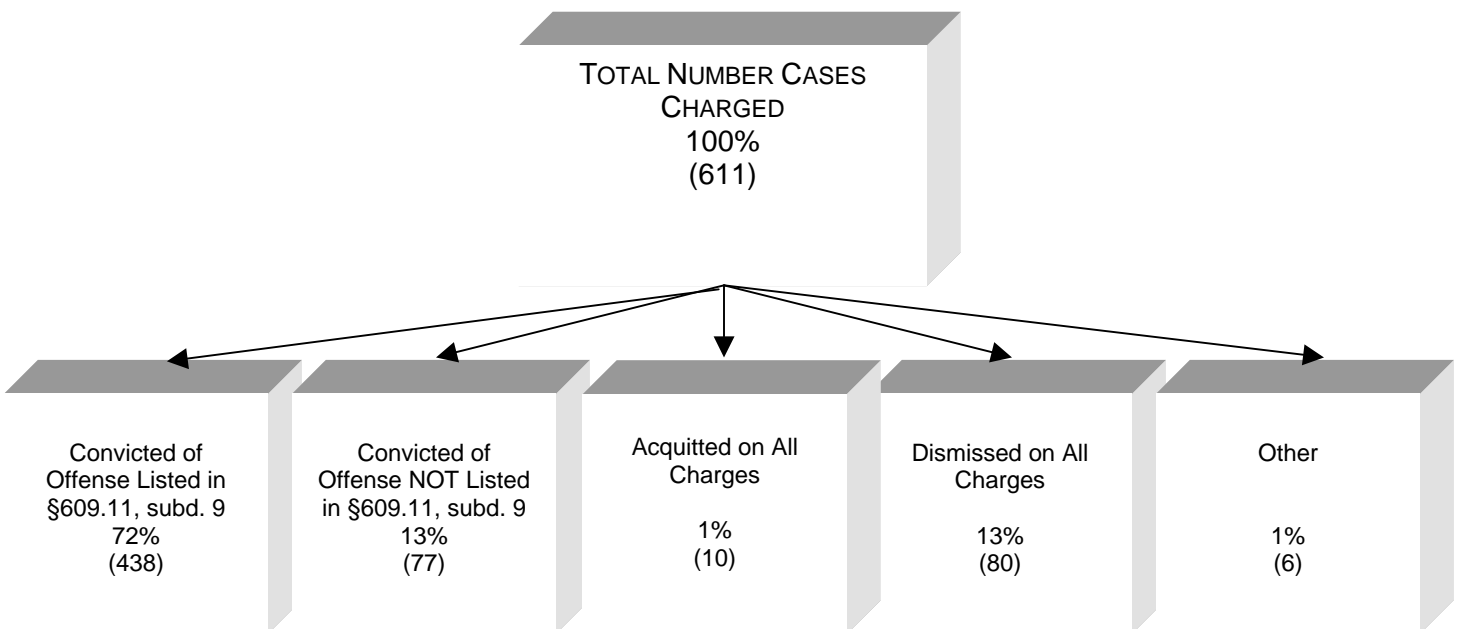 TOTAL NUMBER CASES
CHARGED
100%
(611)
Convicted of
Offense Listed in
§609.11, subd. 9
72%
(438)
Convicted of
Offense NOT Listed
in §609.11, subd. 9
13%
(77)
Acquitted on All
Charges
1%
(10)
Dismissed on All
Charges
13%
(80)
Other
1%
(6)